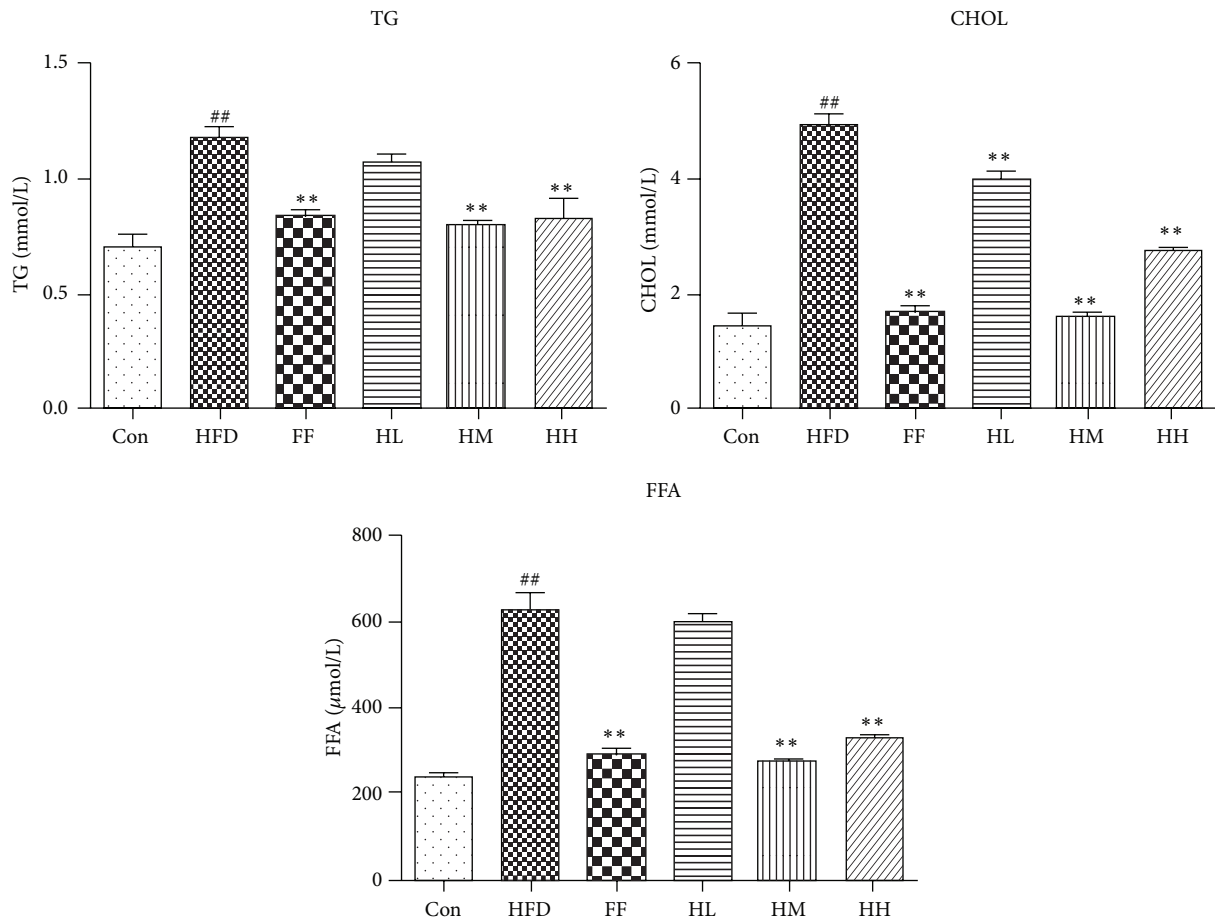 TG
TG (mmol/L)
1.5
1.0
0.5
0.0
##
**
**
**
Con HFD FF HL HM HH
CHOL
CHOL (mmol/L)
6
4
2
0
##
**
**
**
**
Con HFD FF HL HM HH
FFA
FFA (μmol/L)
800
600
400
200
0
##
**
**
**
Con HFD FF HL HM HH